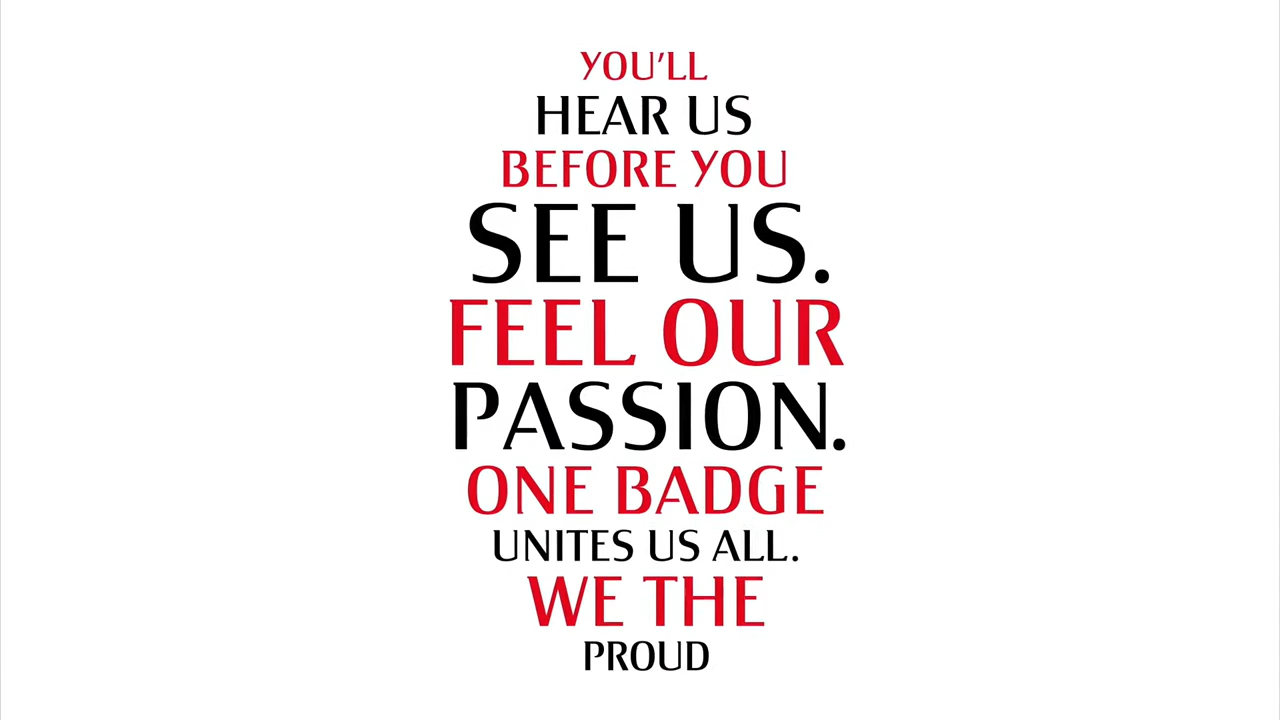 YOU’LL
HEAR US
BEFORE YOU
SEE US.
FEEL OUR
PASSION.
ONE BADGE
UNITES US ALL.
WE THE
PROUD